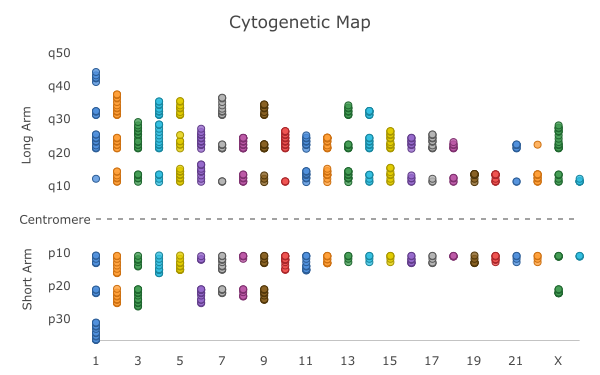 Cytogenetic Map
q50
q40
q30
q20
q10
Long Arm
Centromere
p10
p20
p30
Short Arm
1 3 5 7 9 11 13 15 17 19 21 X